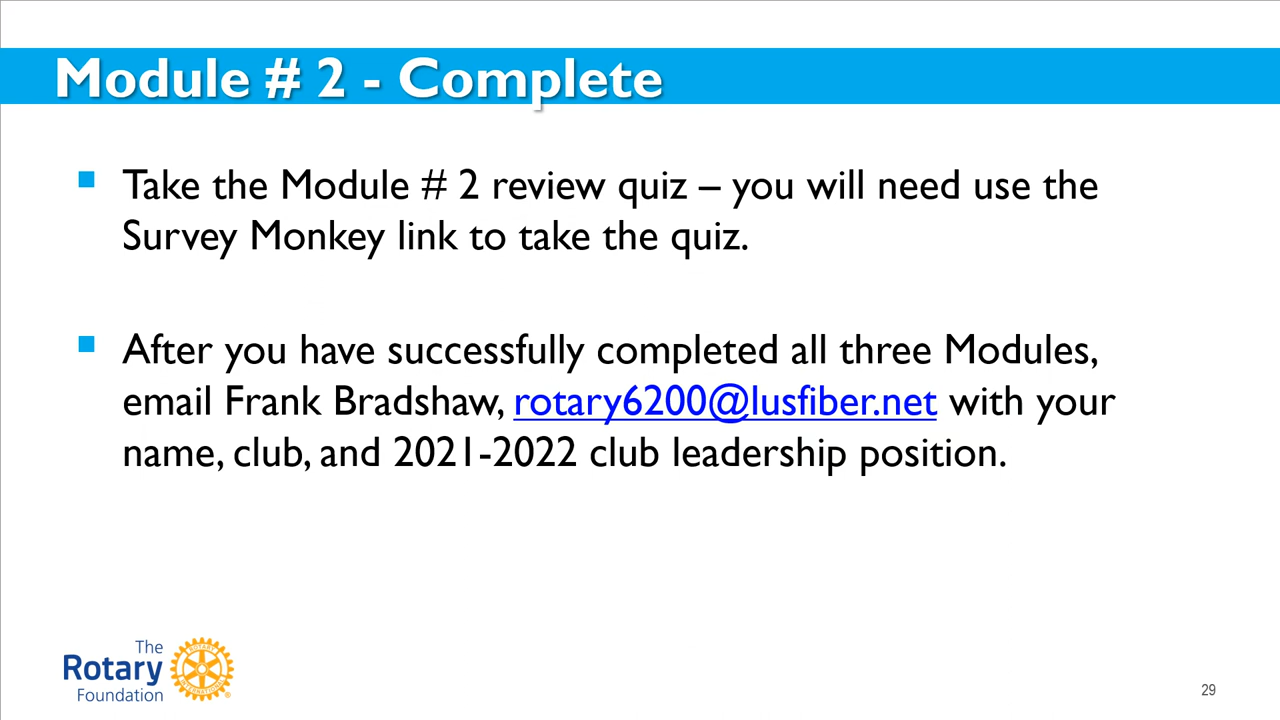 Module # 2 - Complete
Take the Module # 2 review quiz – you will need use the
Survey Monkey link to take the quiz.
After you have successfully completed all three Modules,
email Frank Bradshaw, rotary6200@lusfiber.net with your
name, club, and 2021-2022 club leadership position.
The
Rotary
Foundation
ROTARY
INTERNATIONAL
®
29